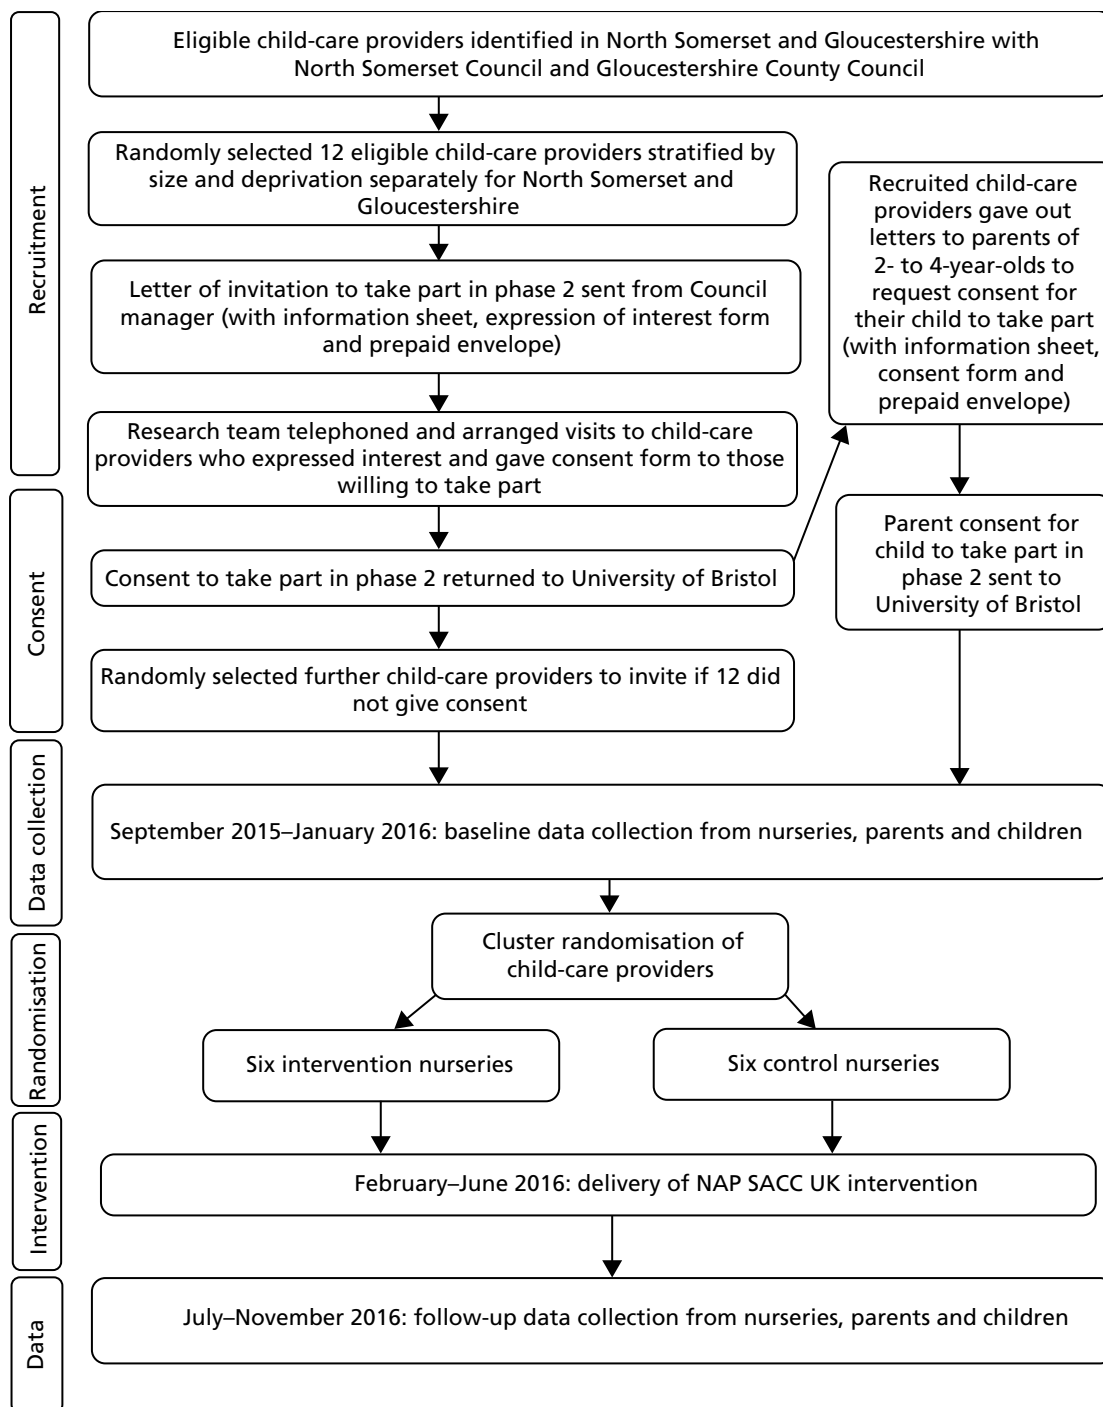 Recruitment
Eligible child-care providers identified in North Somerset and Gloucestershire with
North Somerset Council and Gloucestershire County Council
Randomly selected 12 eligible child-care providers stratified by
size and deprivation separately for North Somerset and
Gloucestershire
Letter of invitation to take part in phase 2 sent from Council
manager (with information sheet, expression of interest form
and prepaid envelope)
Research team telephoned and arranged visits to child-care
providers who expressed interest and gave consent form to those
willing to take part
Recruited child-care
providers gave out
letters to parents of
2- to 4-year-olds to
request consent for
their child to take part
(with information sheet,
consent form and
prepaid envelope)
Consent
Consent to take part in phase 2 returned to University of Bristol
Randomly selected further child-care providers to invite if 12 did
not give consent
Parent consent for
child to take part in
phase 2 sent to
University of Bristol
Data collection
September 2015–January 2016: baseline data collection from nurseries, parents and children
Randomisation
Cluster randomisation of
child-care providers
Six intervention nurseries
Six control nurseries
Intervention
February–June 2016: delivery of NAP SACC UK intervention
Data
July–November 2016: follow-up data collection from nurseries, parents and children